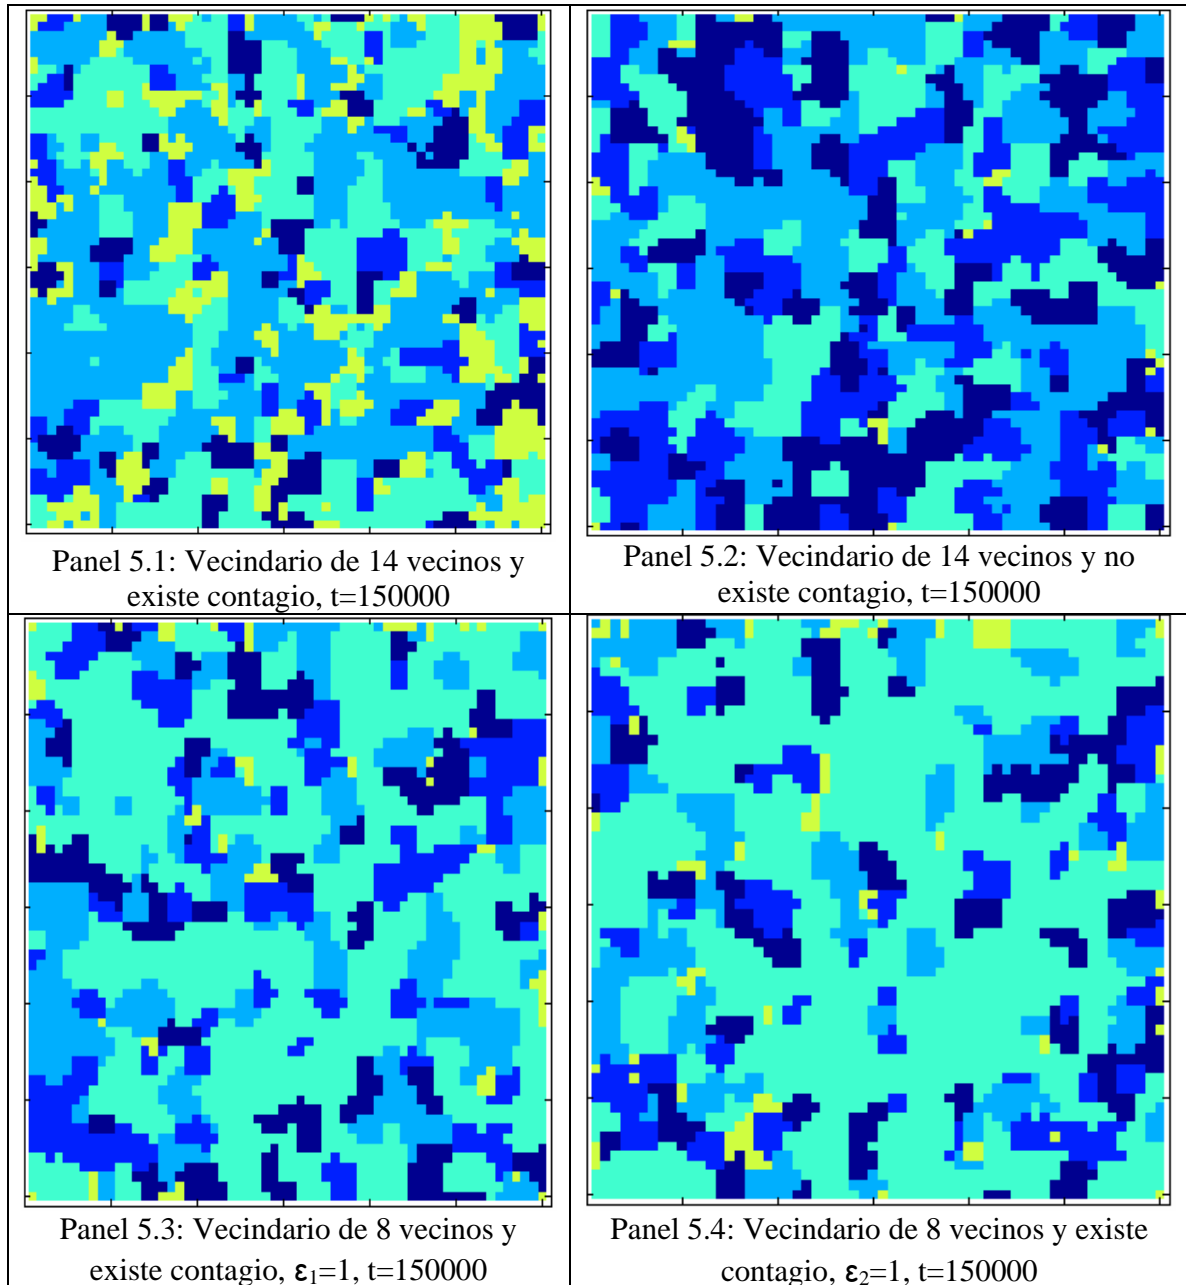 Panel 5.1: Vecindario de 14 vecinos y
existe contagio, t=150000
Panel 5.2: Vecindario de 14 vecinos y no
existe contagio, t=150000
Panel 5.3: Vecindario de 8 vecinos y
existe contagio, ε₁=1, t=150000
Panel 5.4: Vecindario de 8 vecinos y existe
contagio, ε₂=1, t=150000